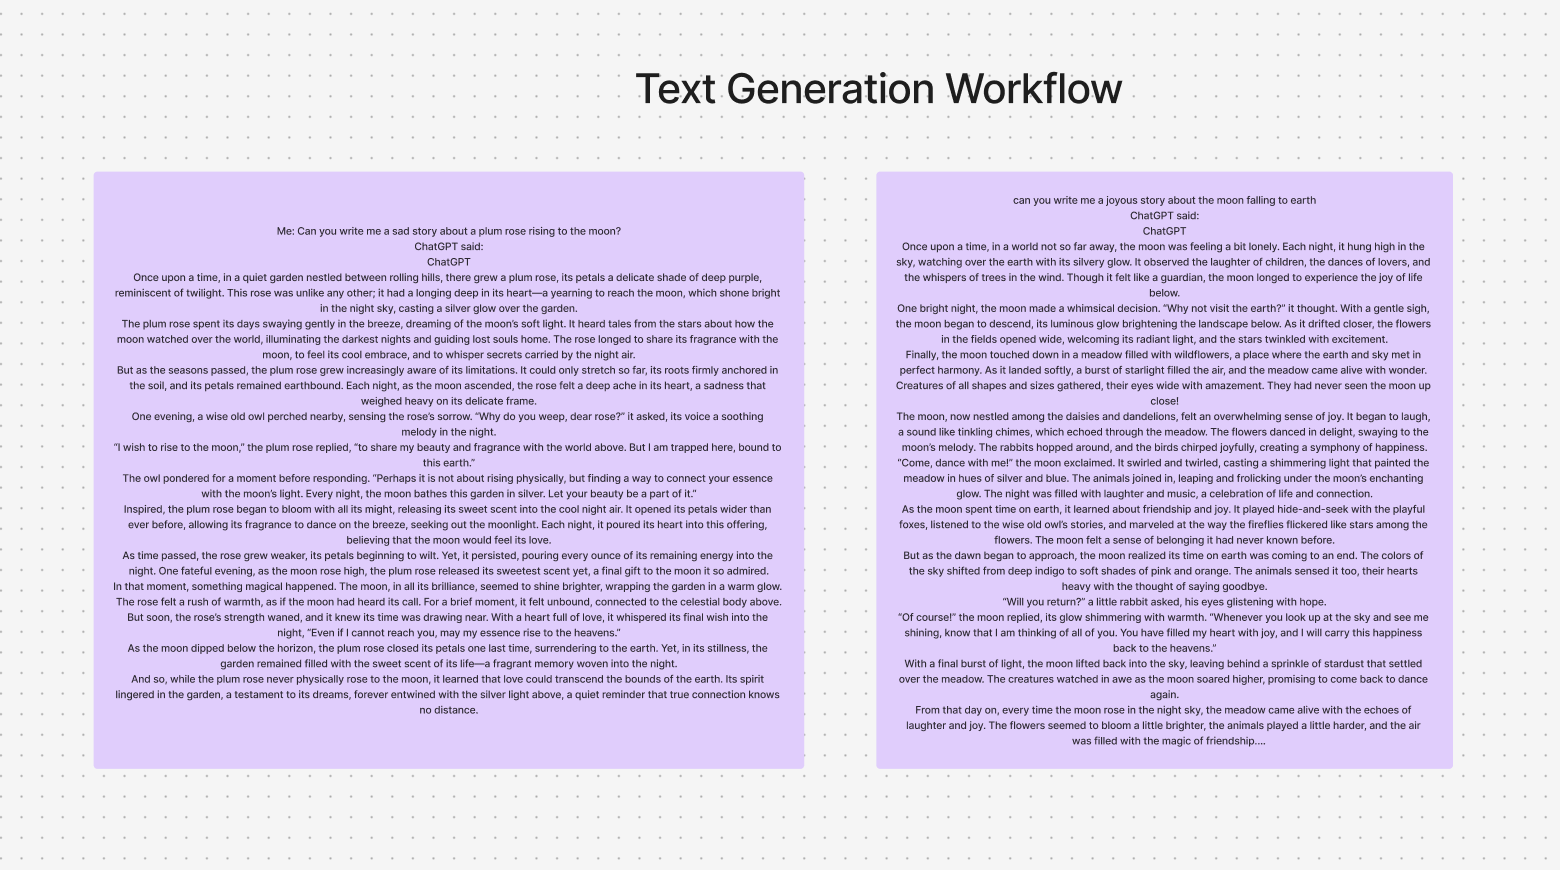 Text Generation Workflow
Me: Can you write me a sad story about a plum rose rising to the moon?
ChatGPT said:
ChatGPT
Once upon a time, in a quiet garden nestled between rolling hills, there grew a plum rose, its petals a delicate shade of deep purple,
reminiscent of twilight. This rose was unlike any other; it had a longing deep in its heart—a yearning to reach the moon, which shone bright
in the night sky, casting a silver glow over the garden.
The plum rose spent its days swaying gently in the breeze, dreaming of the moon’s soft light. It heard tales from the stars about how the
moon watched over the world, illuminating the darkest nights and guiding lost souls home. The rose longed to share its fragrance with the
moon, to feel its cool embrace, and to whisper secrets carried by the night air.
But as the seasons passed, the plum rose grew increasingly aware of its limitations. It could only stretch so far, its roots firmly anchored in
the soil, and its petals remained earthbound. Each night, as the moon ascended, the rose felt a deep ache in its heart, a sadness that
weighed heavy on its delicate frame.
One evening, a wise old owl perched nearby, sensing the rose’s sorrow. “Why do you weep, dear rose?” it asked, its voice a soothing
melody in the night.
“I wish to rise to the moon,” the plum rose replied, “to share my beauty and fragrance with the world above. But I am trapped here, bound to
this earth.”
The owl pondered for a moment before responding. “Perhaps it is not about rising physically, but finding a way to connect your essence
with the moon’s light. Every night, the moon bathes this garden in silver. Let your beauty be a part of it.”
Inspired, the plum rose began to bloom with all its might, releasing its sweet scent into the cool night air. It opened its petals wider than
ever before, allowing its fragrance to dance on the breeze, seeking out the moonlight. Each night, it poured its heart into this offering,
believing that the moon would feel its love.
As time passed, the rose grew weaker, its petals beginning to wilt. Yet, it persisted, pouring every ounce of its remaining energy into the
night. One fateful evening, as the moon rose high, the plum rose released its sweetest scent yet, a final gift to the moon it so admired.
In that moment, something magical happened. The moon, in all its brilliance, seemed to shine brighter, wrapping the garden in a warm glow.
The rose felt a rush of warmth, as if the moon had heard its call. For a brief moment, it felt unbound, connected to the celestial body above.
But soon, the rose’s strength waned, and it knew its time was drawing near. With a heart full of love, it whispered its final wish into the
night, “Even if I cannot reach you, may my essence rise to the heavens.”
As the moon dipped below the horizon, the plum rose closed its petals one last time, surrendering to the earth. Yet, in its stillness, the
garden remained filled with the sweet scent of its life—a fragrant memory woven into the night.
And so, while the plum rose never physically rose to the moon, it learned that love could transcend the bounds of the earth. Its spirit
lingered in the garden, a testament to its dreams, forever entwined with the silver light above, a quiet reminder that true connection knows
no distance.
can you write me a joyous story about the moon falling to earth
ChatGPT said:
ChatGPT
Once upon a time, in a world not so far away, the moon was feeling a bit lonely. Each night, it hung high in the
sky, watching over the earth with its silvery glow. It observed the laughter of children, the dances of lovers, and
the whispers of trees in the wind. Though it felt like a guardian, the moon longed to experience the joy of life
below.
One bright night, the moon made a whimsical decision. “Why not visit the earth?” it thought. With a gentle sigh,
the moon began to descend, its luminous glow brightening the landscape below. As it drifted closer, the flowers
in the fields opened wide, welcoming its radiant light, and the stars twinkled with excitement.
Finally, the moon touched down in a meadow filled with wildflowers, a place where the earth and sky met in
perfect harmony. As it landed softly, a burst of starlight filled the air, and the meadow came alive with wonder.
Creatures of all shapes and sizes gathered, their eyes wide with amazement. They had never seen the moon up
close!
The moon, now nestled among the daisies and dandelions, felt an overwhelming sense of joy. It began to laugh,
a sound like tinkling chimes, which echoed through the meadow. The flowers danced in delight, swaying to the
moon’s melody. The rabbits hopped around, and the birds chirped joyfully, creating a symphony of happiness.
“Come, dance with me!” the moon exclaimed. It swirled and twirled, casting a shimmering light that painted the
meadow in hues of silver and blue. The animals joined in, leaping and frolicking under the moon’s enchanting
glow. The night was filled with laughter and music, a celebration of life and connection.
As the moon spent time on earth, it learned about friendship and joy. It played hide-and-seek with the playful
foxes, listened to the wise old owl’s stories, and marveled at the way the fireflies flickered like stars among the
flowers. The moon felt a sense of belonging it had never known before.
But as the dawn began to approach, the moon realized its time on earth was coming to an end. The colors of
the sky shifted from deep indigo to soft shades of pink and orange. The animals sensed it too, their hearts
heavy with the thought of saying goodbye.
“Will you return?” a little rabbit asked, his eyes glistening with hope.
“Of course!” the moon replied, its glow shimmering with warmth. “Whenever you look up at the sky and see me
shining, know that I am thinking of all of you. You have filled my heart with joy, and I will carry this happiness
back to the heavens.”
With a final burst of light, the moon lifted back into the sky, leaving behind a sprinkle of stardust that settled
over the meadow. The creatures watched in awe as the moon soared higher, promising to come back to dance
again.
From that day on, every time the moon rose in the night sky, the meadow came alive with the echoes of
laughter and joy. The flowers seemed to bloom a little brighter, the animals played a little harder, and the air
was filled with the magic of friendship....